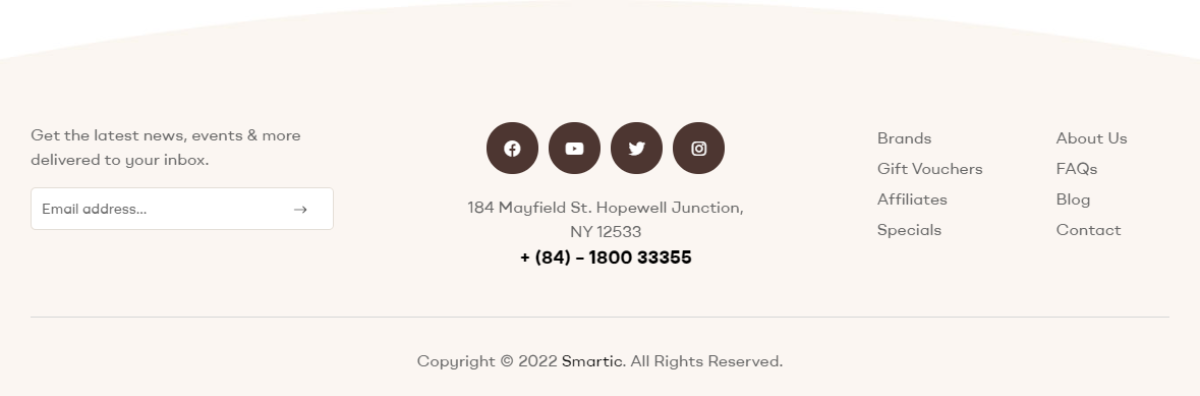 Get the latest news, events & more
delivered to your inbox.
Email address... →
184 Mayfield St. Hopewell Junction,
NY 12533
+ (84) – 1800 33355
Brands
Gift Vouchers
Affiliates
Specials
About Us
FAQs
Blog
Contact
Copyright © 2022 Smartic. All Rights Reserved.